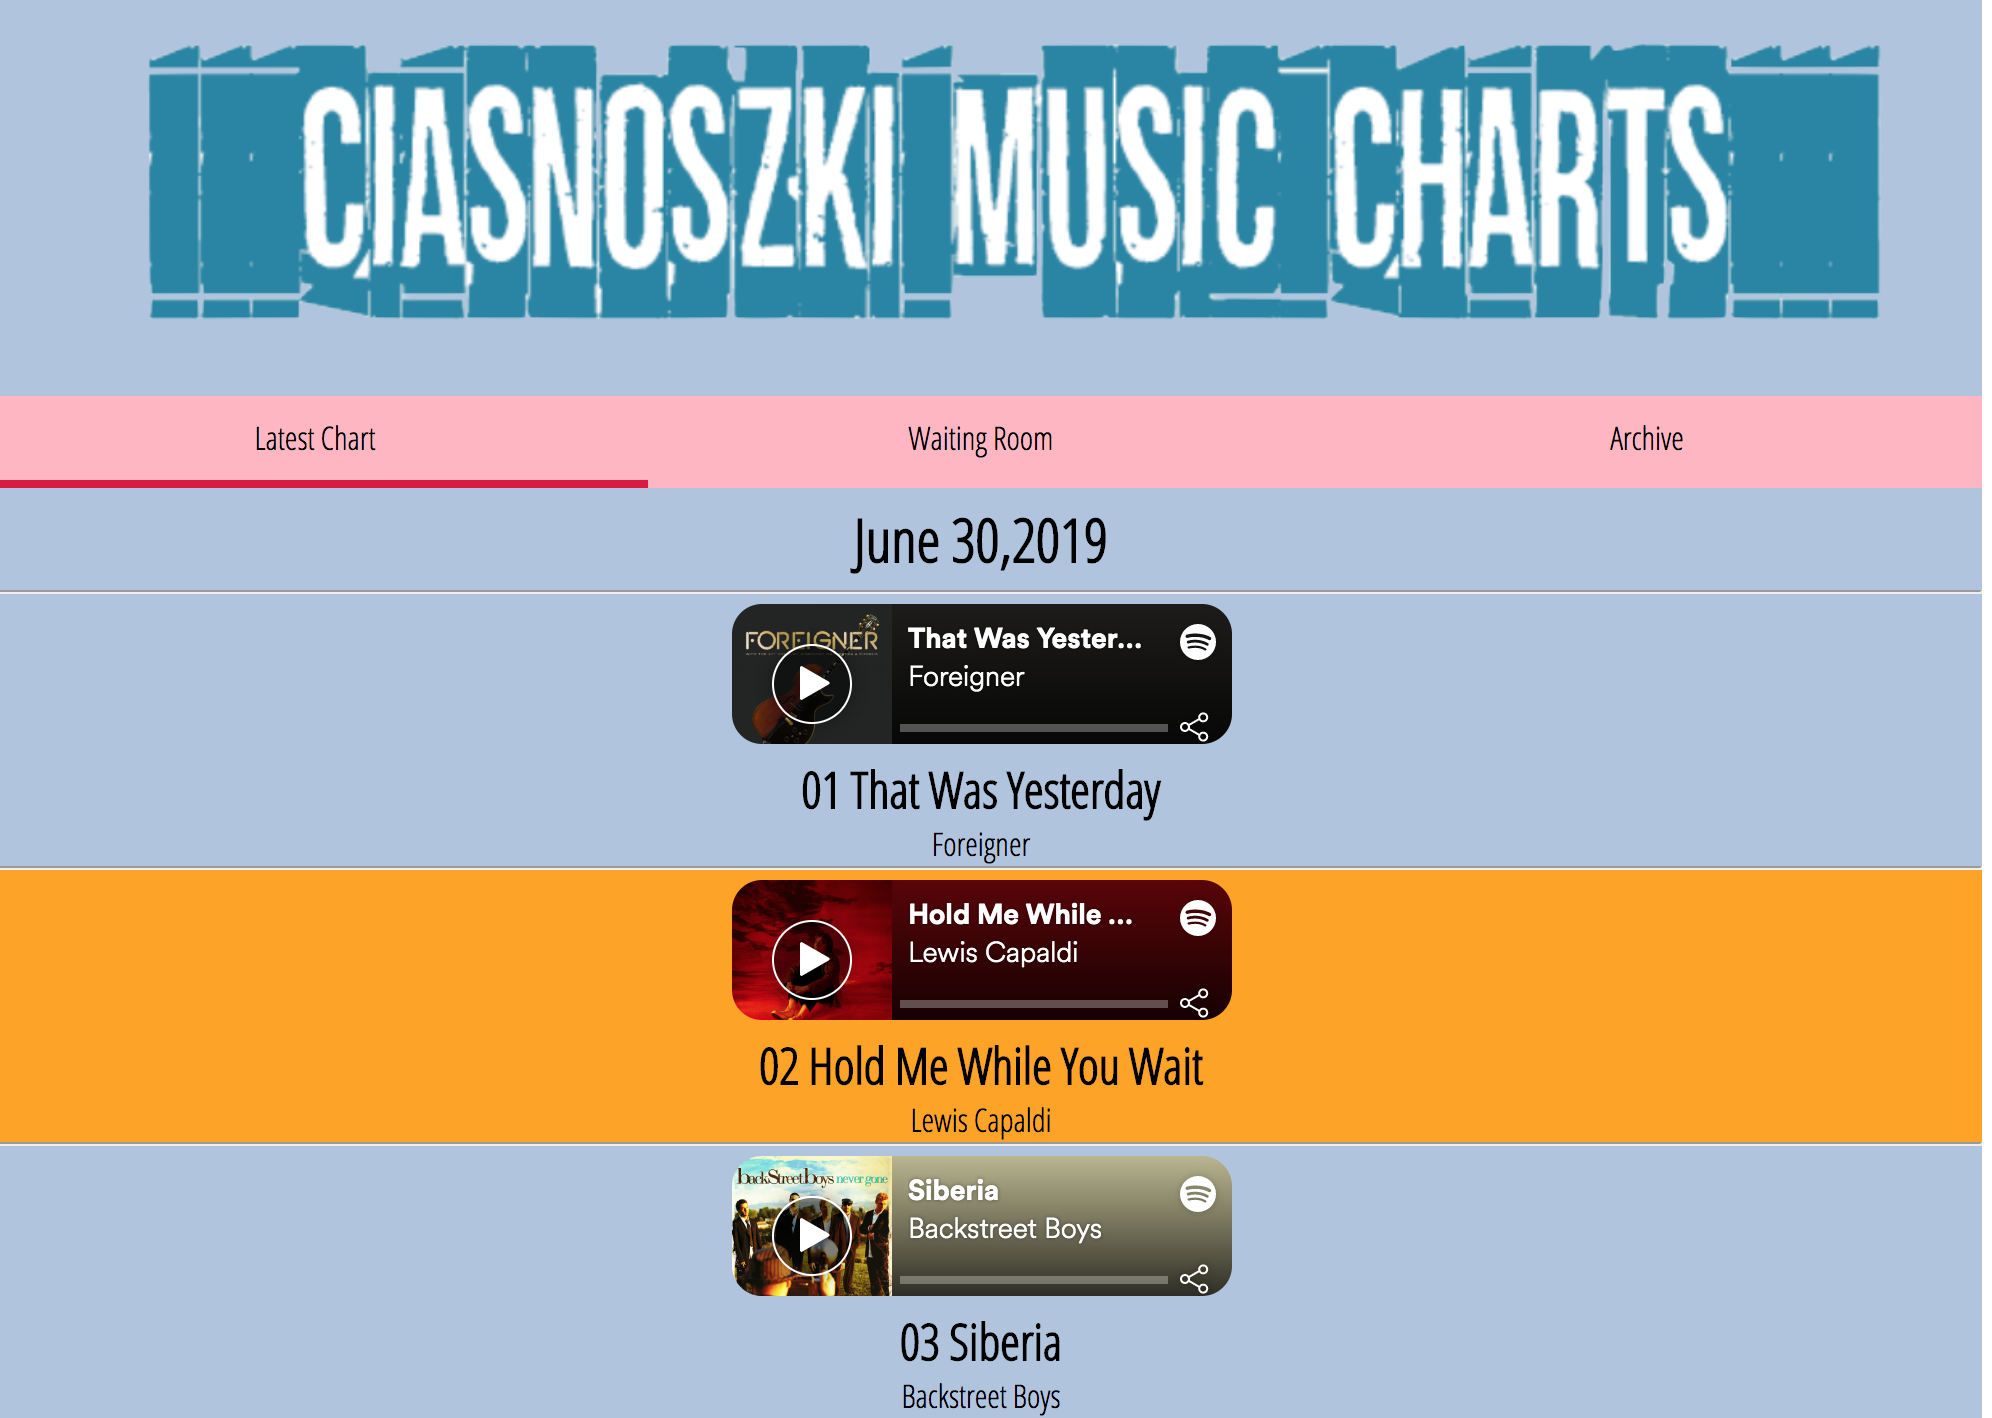 CIASNOSZKI MUSIC CHARTS
Latest Chart
Waiting Room
Archive
June 30,2019
FOREIGNER
That Was Yester...
Foreigner
01 That Was Yesterday
Foreigner
Hold Me While ...
Lewis Capaldi
02 Hold Me While You Wait
Lewis Capaldi
backStreetboys never gone
Siberia
Backstreet Boys
03 Siberia
Backstreet Boys